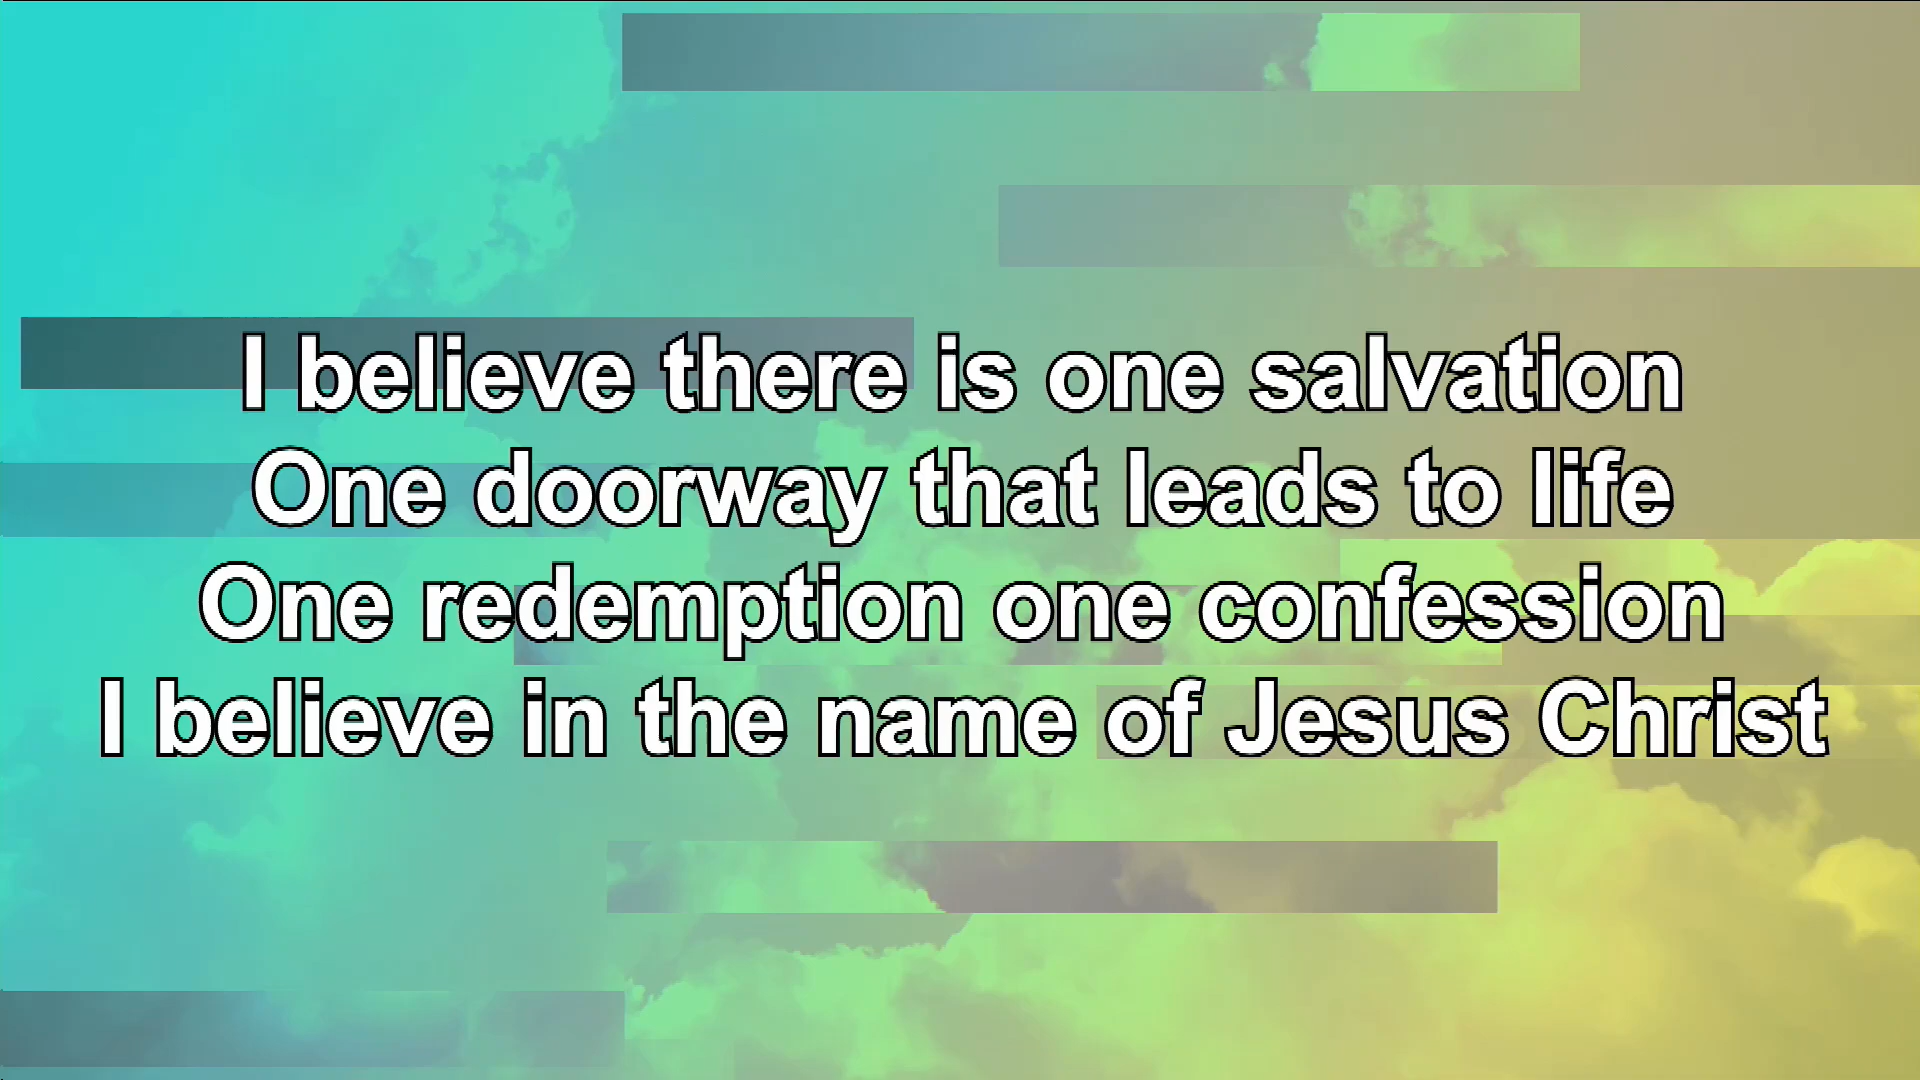 I believe there is one salvation
One doorway that leads to life
One redemption one confession
I believe in the name of Jesus Christ